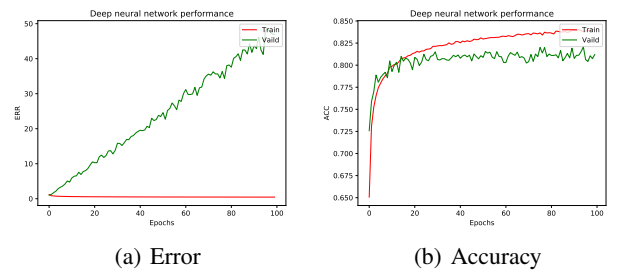 Deep neural network performance
Train
Vaild
50
40
30
20
10
0
ERR
0 20 40 60 80 100
Epochs
(a) Error
Deep neural network performance
Train
Vaild
0.850
0.825
0.800
0.775
0.750
0.725
0.700
0.675
0.650
ACC
0 20 40 60 80 100
Epochs
(b) Accuracy